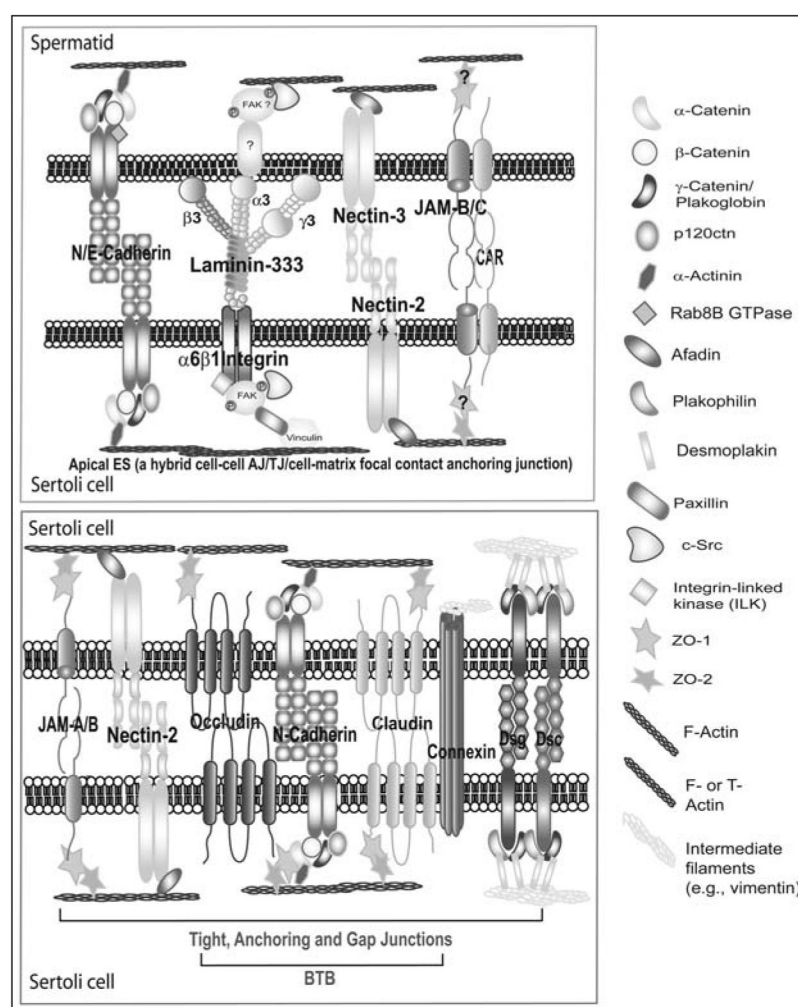 Spermatid
FAK ?
P
P
?
?
β3
α3
γ3
Nectin-3
JAM-B/C
N/E-Cadherin
Laminin-333
CAR
Nectin-2
α6β1Integrin
P
P
FAK
Vinculin
?
Apical ES (a hybrid cell-cell AJ/TJ/cell-matrix focal contact anchoring junction)
Sertoli cell
Sertoli cell
JAM-A/B
Nectin-2
Occludin
N-Cadherin
Claudin
Connexin
Dsg
Dsc
Tight, Anchoring and Gap Junctions
BTB
Sertoli cell
α-Catenin
β-Catenin
γ-Catenin/
Plakoglobin
p120ctn
α-Actinin
Rab8B GTPase
Afadin
Plakophilin
Desmoplakin
Paxillin
c-Src
Integrin-linked
kinase (ILK)
ZO-1
ZO-2
F-Actin
F- or T-
Actin
Intermediate
filaments
(e.g., vimentin)